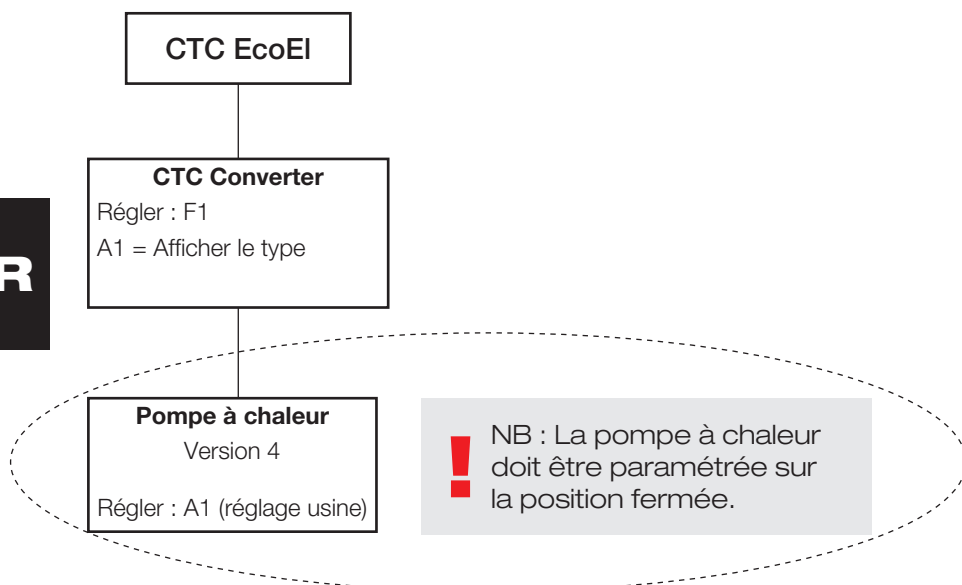 CTC EcoEl
CTC Converter
Régler : F1
A1 = Afficher le type
R
Pompe à chaleur
Version 4
Régler : A1 (réglage usine)
! NB : La pompe à chaleur
doit être paramétrée sur
la position fermée.